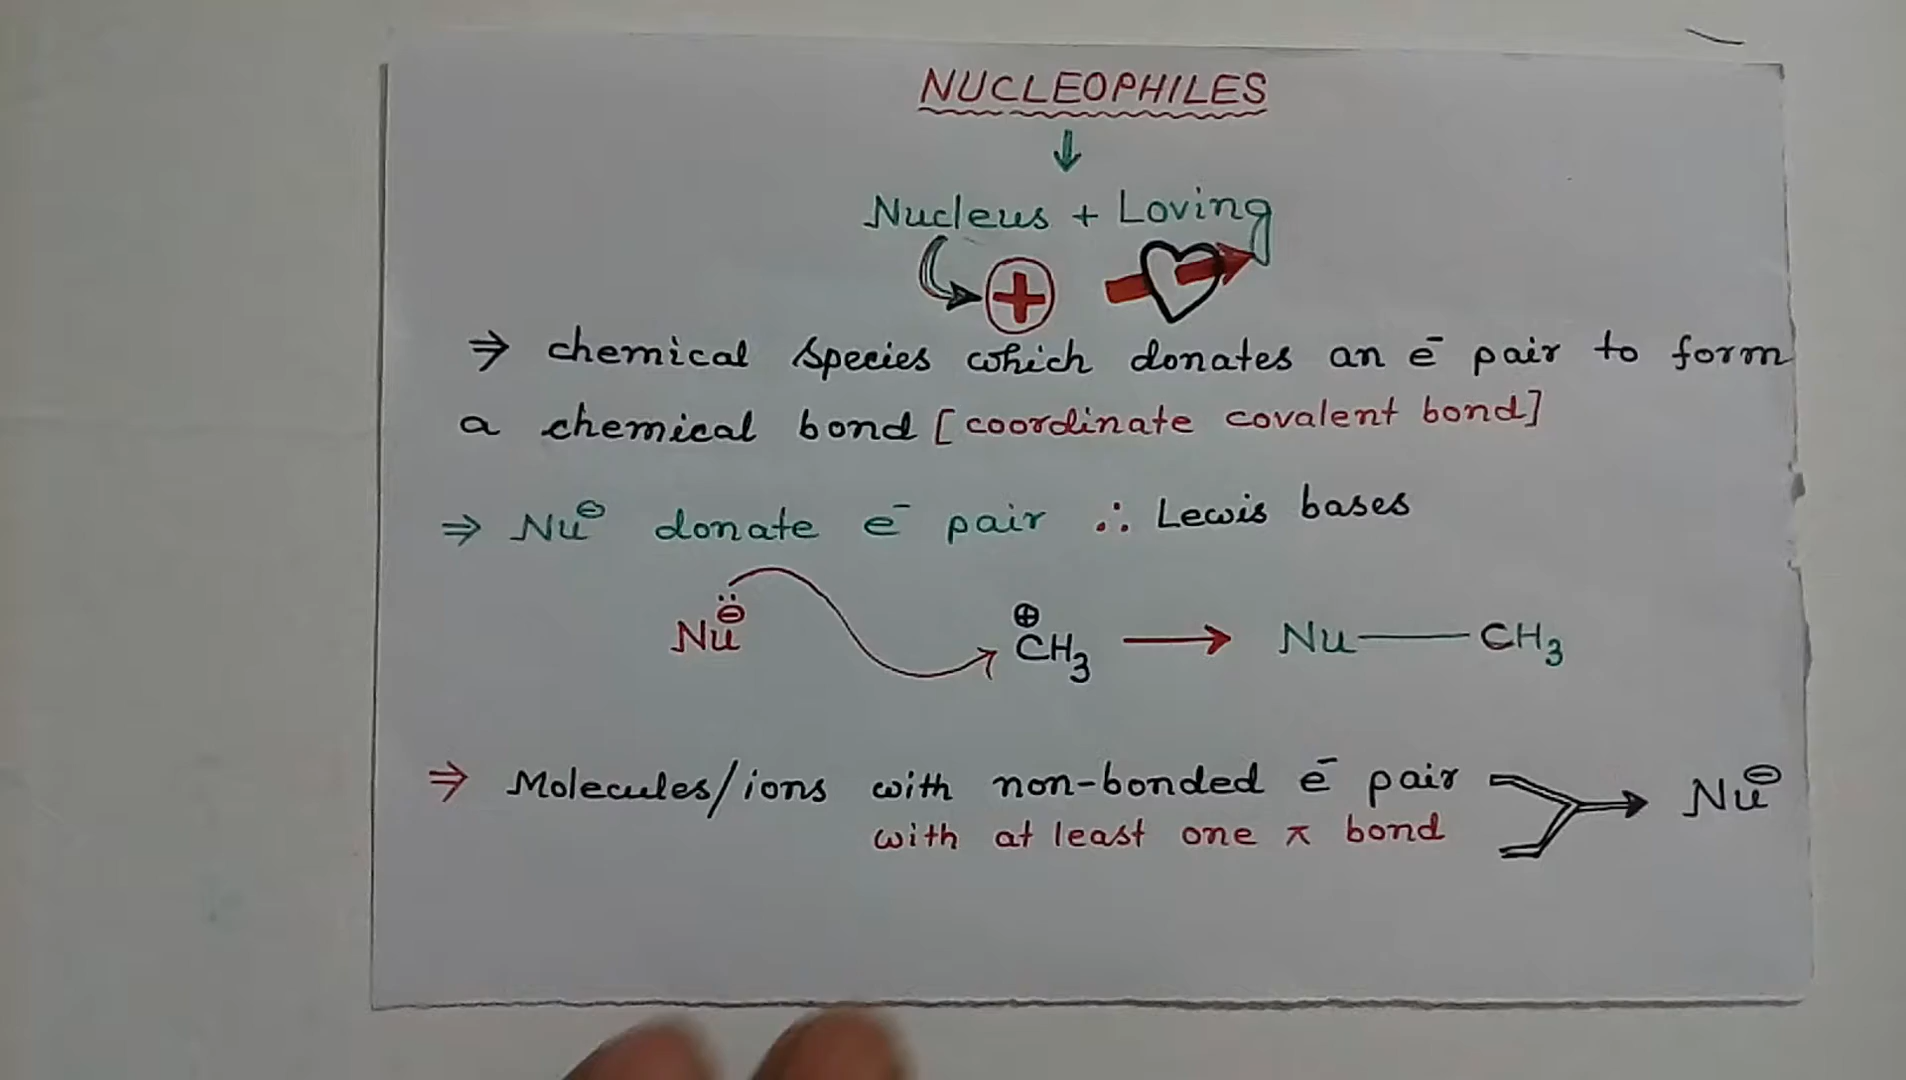 NUCLEOPHILES
↓
Nucleus + Loving
+
⇒ chemical species which donates an e⁻ pair to form
a chemical bond [coordinate covalent bond]
⇒ Nu⊖ donate e⁻ pair ∴ Lewis bases
Nu:⊖ ⊕CH₃ → Nu—CH₃
⇒ Molecules/ions with non-bonded e⁻ pair → Nu⊖
with at least one π bond